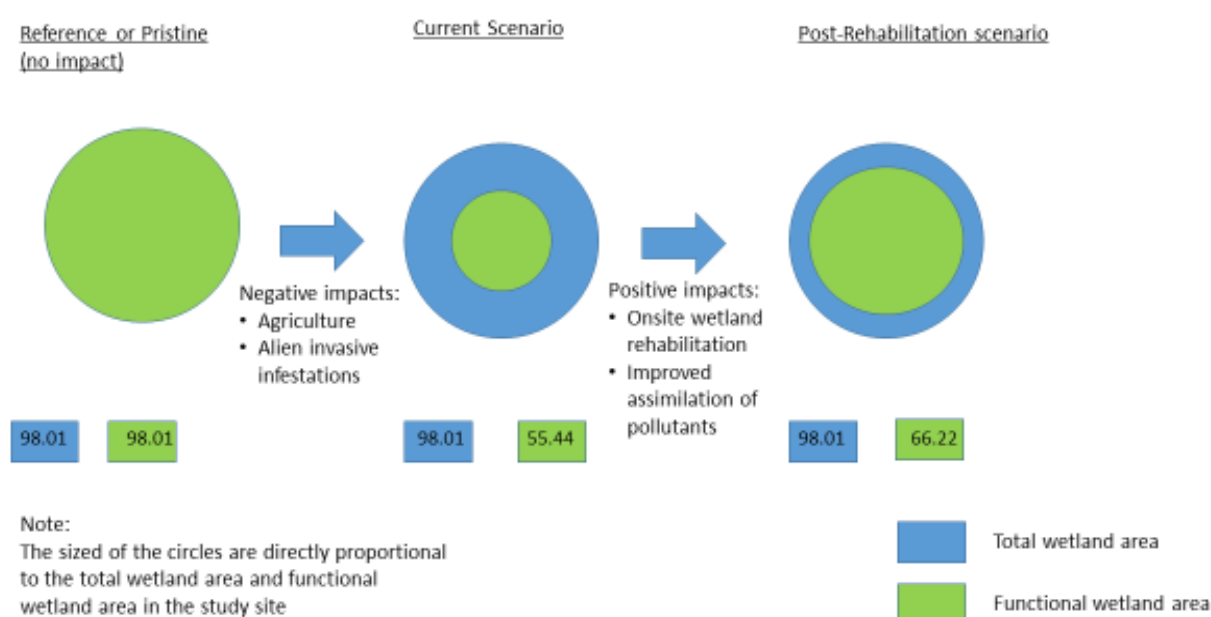 Reference or Pristine
(no impact)
Current Scenario
Post-Rehabilitation scenario
Negative impacts:
• Agriculture
• Alien invasive
infestations
Positive impacts:
• Onsite wetland
rehabilitation
• Improved
assimilation of
pollutants
98.01
98.01
98.01
55.44
98.01
66.22
Note:
The sized of the circles are directly proportional
to the total wetland area and functional
wetland area in the study site
Total wetland area
Functional wetland area